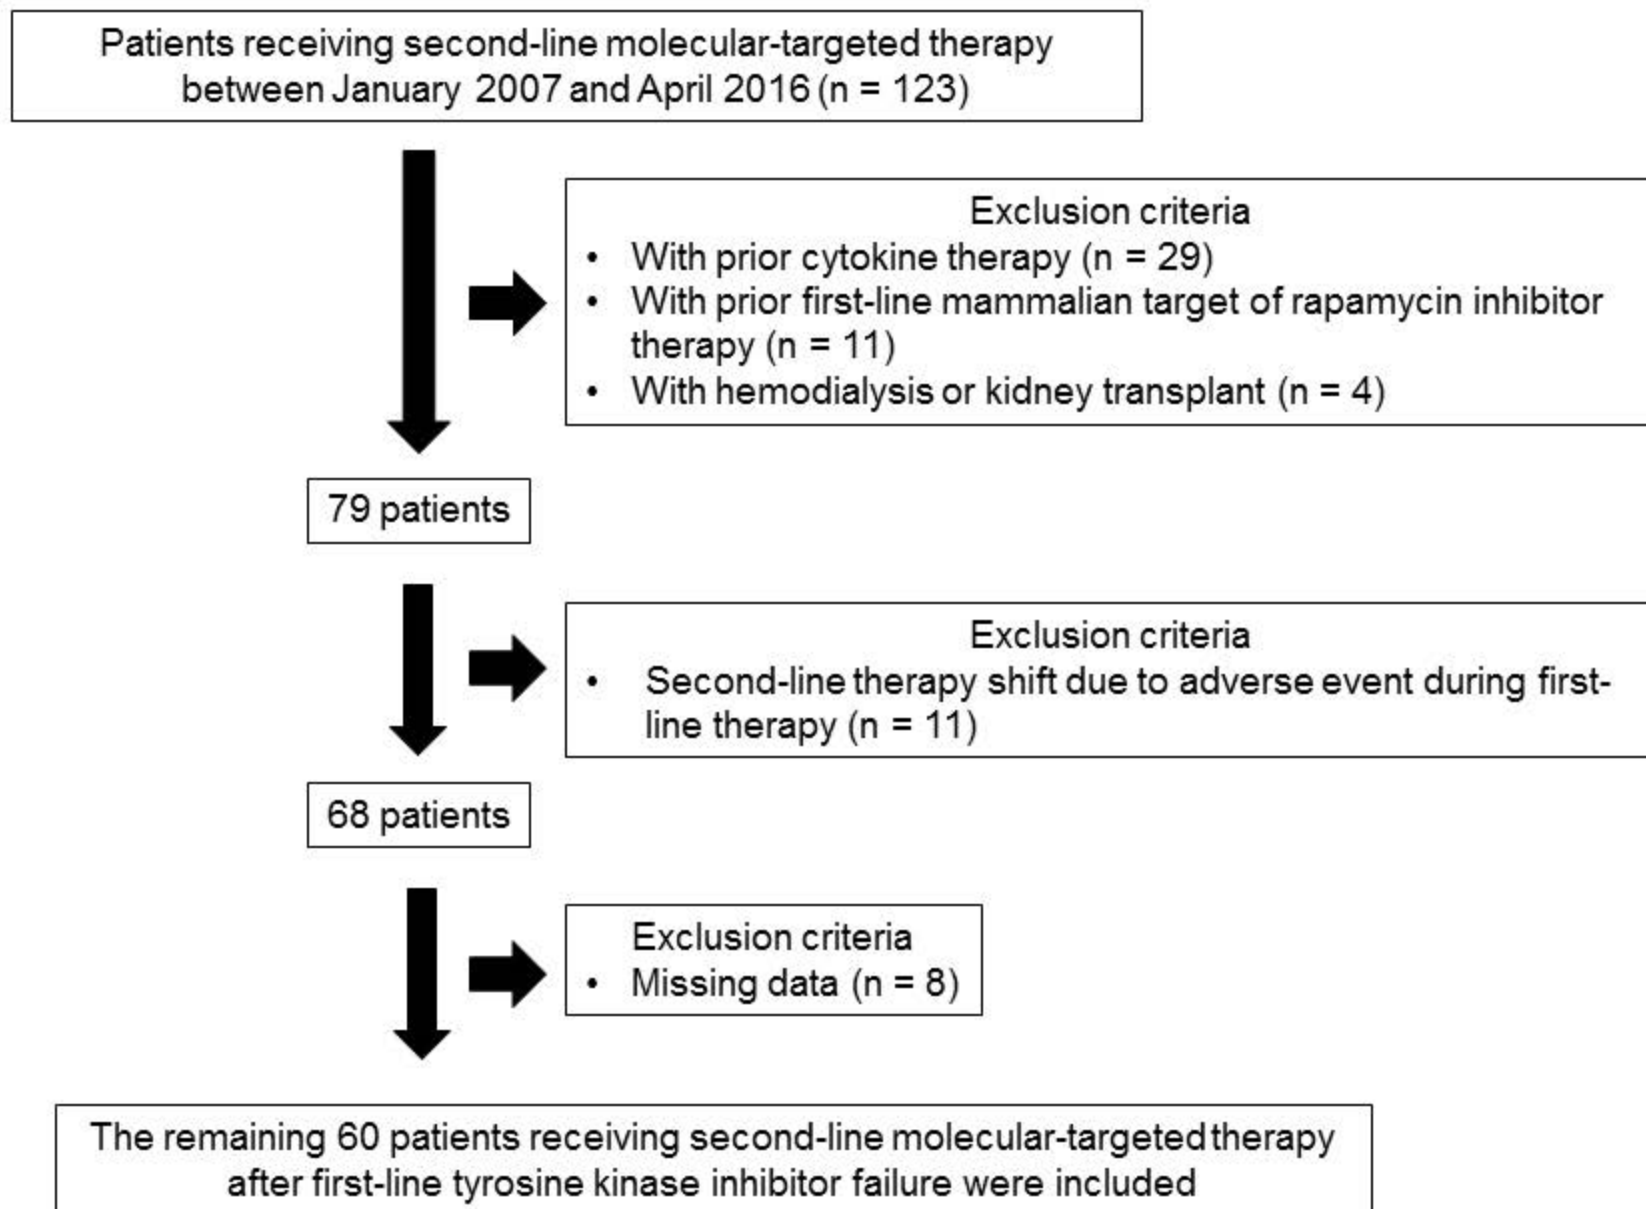 Patients receiving second-line molecular-targeted therapy
between January 2007 and April 2016 (n = 123)
Exclusion criteria
• With prior cytokine therapy (n = 29)
• With prior first-line mammalian target of rapamycin inhibitor
therapy (n = 11)
• With hemodialysis or kidney transplant (n = 4)
79 patients
Exclusion criteria
• Second-line therapy shift due to adverse event during first-
line therapy (n = 11)
68 patients
Exclusion criteria
• Missing data (n = 8)
The remaining 60 patients receiving second-line molecular-targeted therapy
after first-line tyrosine kinase inhibitor failure were included